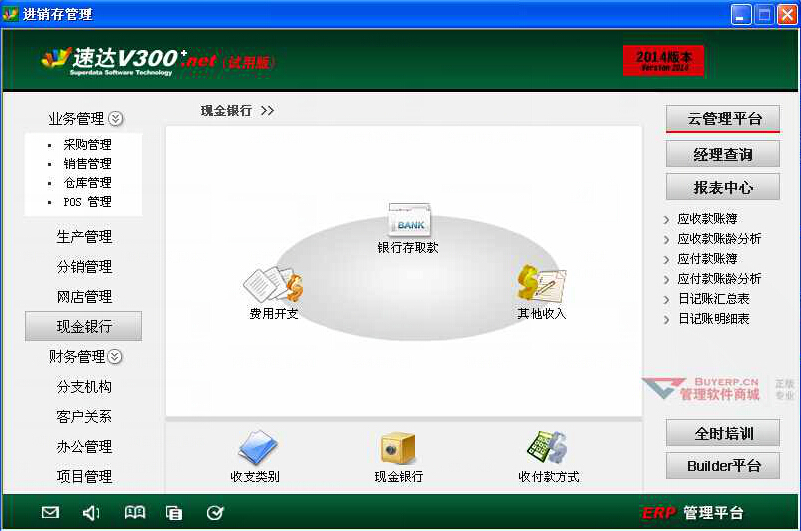 进销存管理
速达V300+.net (试用版)
Superdata Software Technology
2014版本
Version 2014
业务管理
采购管理
销售管理
仓库管理
POS 管理
生产管理
分销管理
网店管理
现金银行
财务管理
分支机构
客户关系
办公管理
项目管理
现金银行 >>
BANK
银行存取款
费用开支
其他收入
收支类别
现金银行
收付款方式
云管理平台
经理查询
报表中心
应收款账簿
应收款账龄分析
应付款账簿
应付款账龄分析
日记账汇总表
日记账明细表
BUYERP.CN
管理软件商城
正版
专业
全时培训
Builder平台
ERP 管理平台